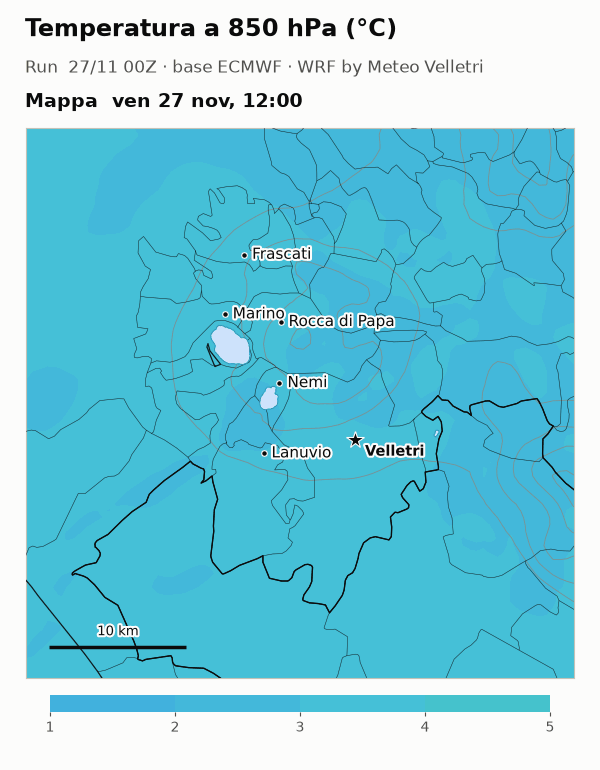 Temperatura a 850 hPa (°C)
Run  27/11 00Z · base ECMWF · WRF by Meteo Velletri
Mappa  ven 27 nov, 12:00
Frascati
Marino
Rocca di Papa
Nemi
Velletri
Lanuvio
10 km
1 2 3 4 5